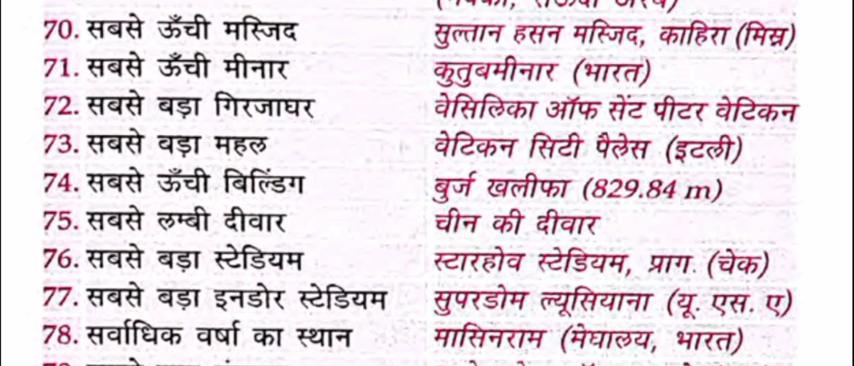 70. सबसे ऊँची मस्जिद सुल्तान हसन मस्जिद, काहिरा (मिस्र)
71. सबसे ऊँची मीनार कुतुबमीनार (भारत)
72. सबसे बड़ा गिरजाघर वेसिलिका ऑफ सेंट पीटर वेटिकन
73. सबसे बड़ा महल वेटिकन सिटी पैलेस (इटली)
74. सबसे ऊँची बिल्डिंग बुर्ज खलीफा (829.84 m)
75. सबसे लम्बी दीवार चीन की दीवार
76. सबसे बड़ा स्टेडियम स्टारहोव स्टेडियम, प्राग (चेक)
77. सबसे बड़ा इनडोर स्टेडियम सुपरडोम ल्यूसियाना (यू. एस. ए)
78. सर्वाधिक वर्षा का स्थान मासिनराम (मेघालय, भारत)